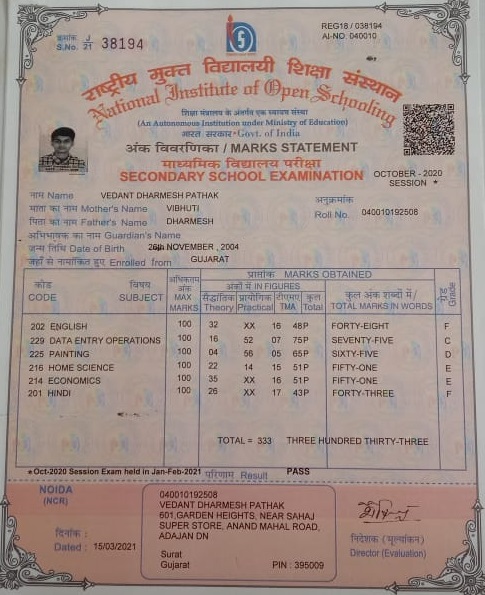 क्रमांक J
S.No. 21 38194
REG18 / 038194
AI-NO 040010
राष्ट्रीय मुक्त विद्यालयी शिक्षा संस्थान
National Institute of Open Schooling
शिक्षा मंत्रालय के अंतर्गत एक स्वायत्त संस्था
(An Autonomous Institution under Ministry of Education)
भारत सरकार-Govt. of India
अंक विवरणिका / MARKS STATEMENT
माध्यमिक विद्यालय परीक्षा
SECONDARY SCHOOL EXAMINATION
OCTOBER - 2020
SESSION *
नाम Name VEDANT DHARMESH PATHAK
माता का नाम Mother's Name VIBHUTI
पिता का नाम Father's Name DHARMESH
अनुक्रमांक
Roll No. 040010192508
अभिभावक का नाम Guardian's Name
जन्म तिथि Date of Birth NOVEMBER , 2004
जहाँ से नामांकित हुए Enrolled from GUJARAT
कोड CODE विषय SUBJECT अधिकतम अंक MAX MARKS प्राप्तांक MARKS OBTAINED ग्रेड Grade
अंकों में IN FIGURES कुल अंक शब्दों में/ TOTAL MARKS IN WORDS
सैद्धांतिक Theory प्रायोगिक Practical टीएमए TMA कुल Total
202 ENGLISH 100 32 XX 16 48P FORTY-EIGHT F
229 DATA ENTRY OPERATIONS 100 16 52 07 75P SEVENTY-FIVE C
225 PAINTING 100 04 56 05 65P SIXTY-FIVE D
216 HOME SCIENCE 100 22 14 15 51P FIFTY-ONE E
214 ECONOMICS 100 35 XX 16 51P FIFTY-ONE E
201 HINDI 100 26 XX 17 43P FORTY-THREE F
TOTAL = 333 THREE HUNDRED THIRTY-THREE
*Oct-2020 Session Exam held in Jan-Feb-2021 परिणाम Result PASS
NOIDA
(NCR)
दिनांक :
Dated : 15/03/2021
040010192508
VEDANT DHARMESH PATHAK
601,GARDEN HEIGHTS, NEAR SAHAJ
SUPER STORE, ANAND MAHAL ROAD,
ADAJAN DN
Surat
Gujarat PIN : 395009
निदेशक (मूल्यांकन)
Director (Evaluation)